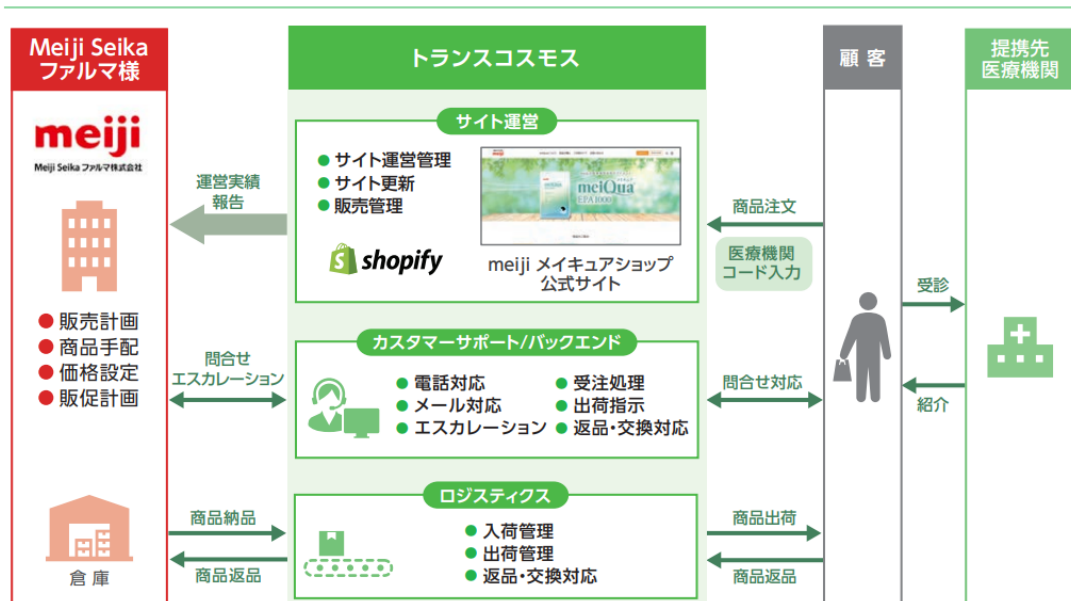 Meiji Seika
ファルマ様
meiji
Meiji Seika ファルマ株式会社
販売計画
商品手配
価格設定
販促計画
倉庫
運営実績
報告
問合せ
エスカレーション
商品納品
商品返品
トランスコスモス
サイト運営
サイト運営管理
サイト更新
販売管理
shopify
meiQua
EPA1000
meiji メイキュアショップ
公式サイト
カスタマーサポート/バックエンド
電話対応
メール対応
エスカレーション
受注処理
出荷指示
返品・交換対応
ロジスティクス
入荷管理
出荷管理
返品・交換対応
商品注文
医療機関
コード入力
問合せ対応
商品出荷
商品返品
顧客
受診
紹介
提携先
医療機関